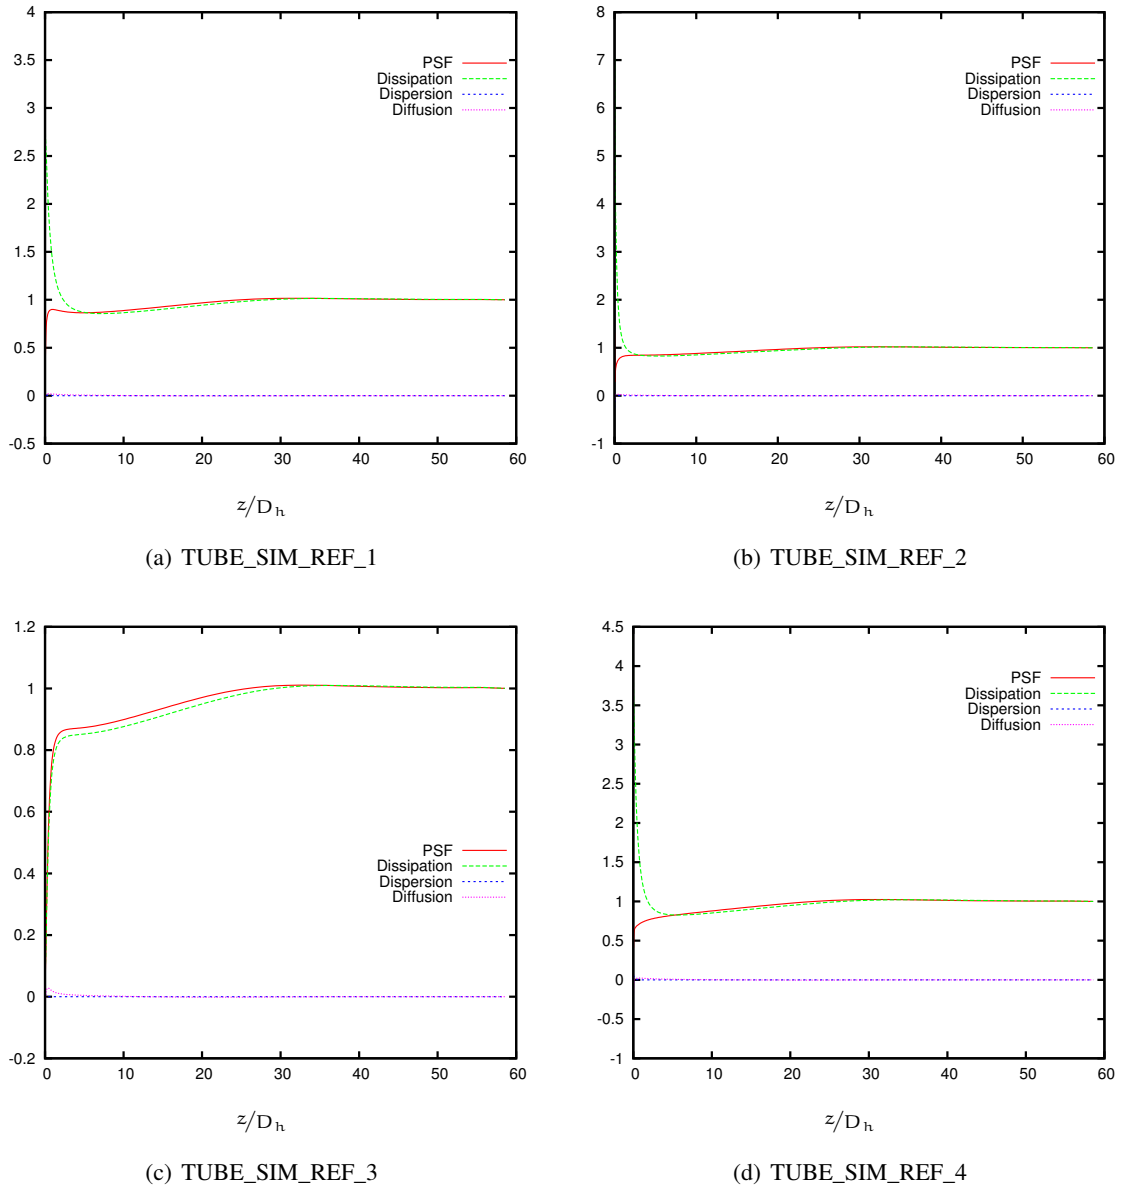 4
3.5
3
2.5
2
1.5
1
0.5
0
-0.5
0 10 20 30 40 50 60
PSF
Dissipation
Dispersion
Diffusion
z/D h
(a) TUBE_SIM_REF_1
8
7
6
5
4
3
2
1
0
-1
0 10 20 30 40 50 60
PSF
Dissipation
Dispersion
Diffusion
z/D h
(b) TUBE_SIM_REF_2
1.2
1
0.8
0.6
0.4
0.2
0
-0.2
0 10 20 30 40 50 60
PSF
Dissipation
Dispersion
Diffusion
z/D h
(c) TUBE_SIM_REF_3
4.5
4
3.5
3
2.5
2
1.5
1
0.5
0
-0.5
-1
0 10 20 30 40 50 60
PSF
Dissipation
Dispersion
Diffusion
z/D h
(d) TUBE_SIM_REF_4